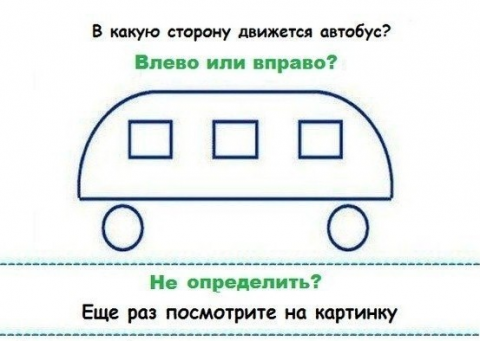 В какую сторону движется автобус?
Влево или вправо?
Не определить?
Еще раз посмотрите на картинку